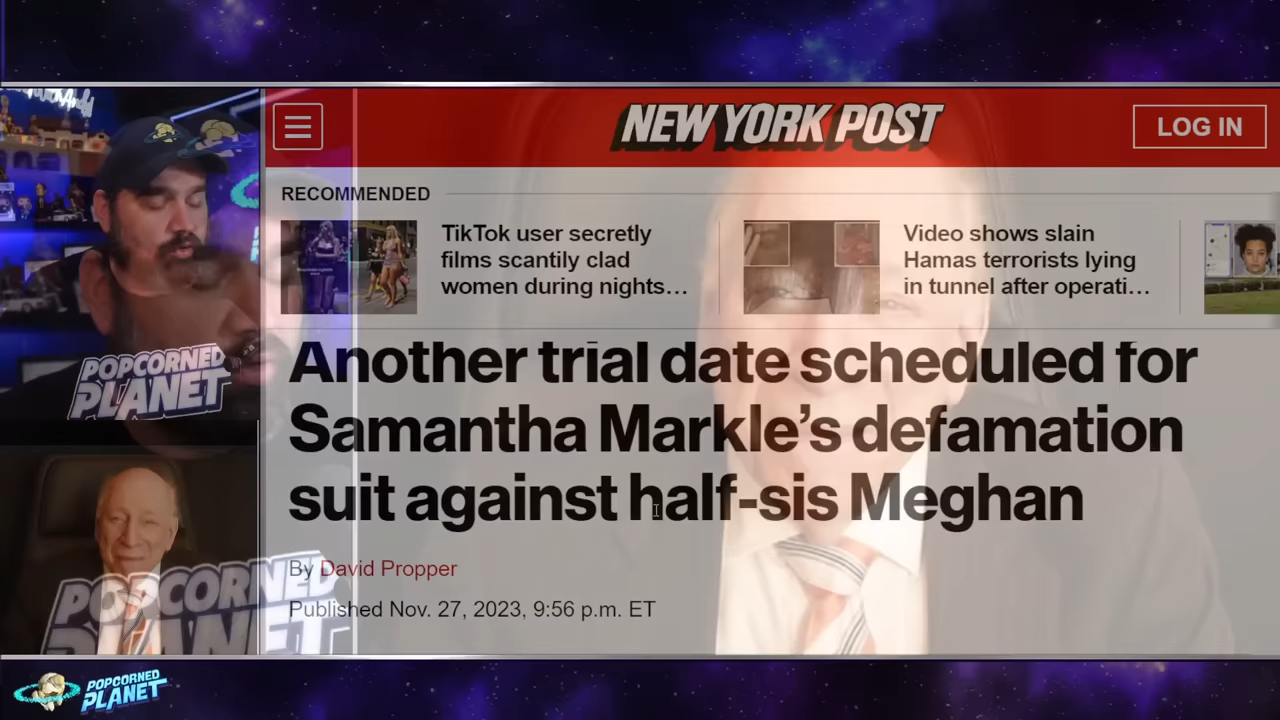 NEW YORK POST
LOG IN
RECOMMENDED
TikTok user secretly
films scantily clad
women during nights…
Video shows slain
Hamas terrorists lying
in tunnel after operati…
Another trial date scheduled for
Samantha Markle’s defamation
suit against half-sis Meghan
By David Propper
Published Nov. 27, 2023, 9:56 p.m. ET
POPCORNED
PLANET
POPCORNED
PLANET
POPCORNED
PLANET